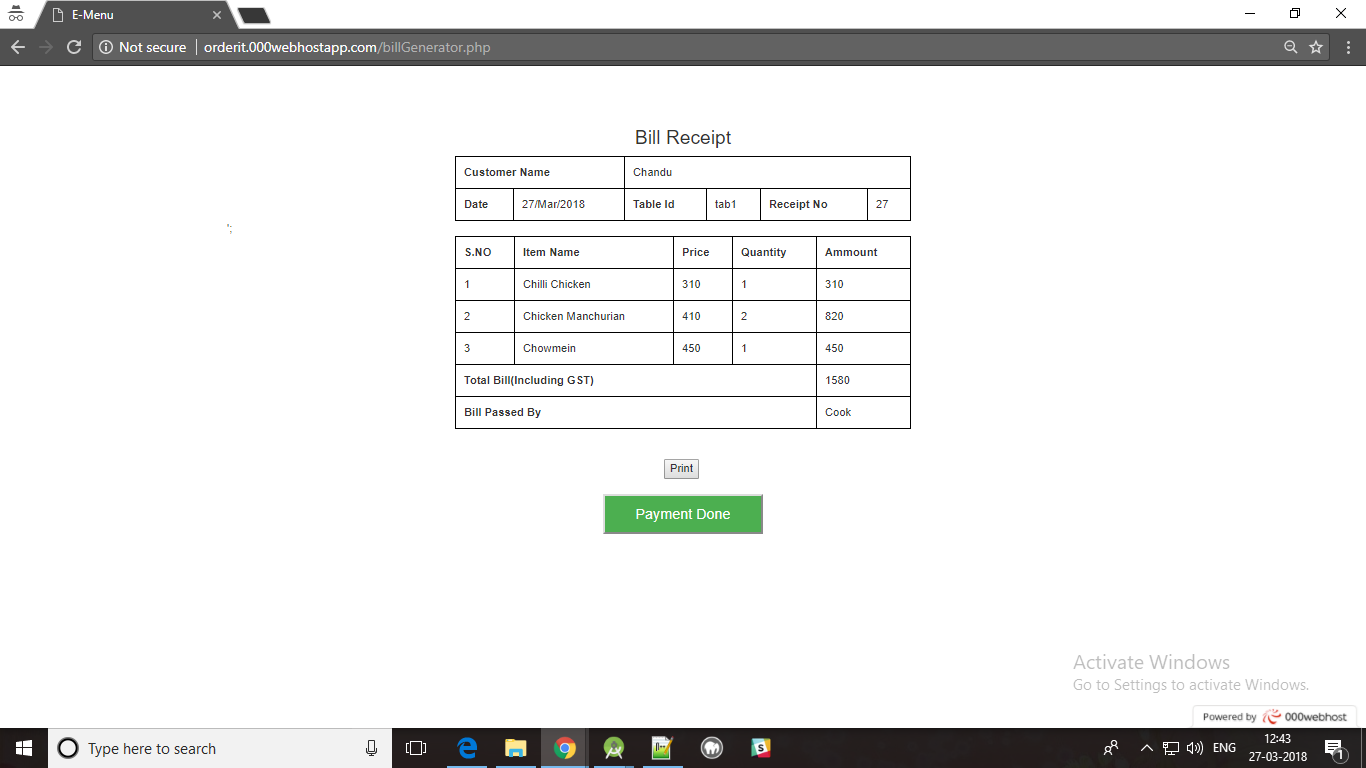 E-Menu
Not secure orderit.000webhostapp.com/billGenerator.php
Bill Receipt
Customer Name Chandu
Date 27/Mar/2018 Table Id tab1 Receipt No 27
';
S.NO Item Name Price Quantity Ammount
1 Chilli Chicken 310 1 310
2 Chicken Manchurian 410 2 820
3 Chowmein 450 1 450
Total Bill(Including GST) 1580
Bill Passed By Cook
Print
Payment Done
Activate Windows
Go to Settings to activate Windows.
Powered by 000webhost
Type here to search
ENG
12:43
27-03-2018
1